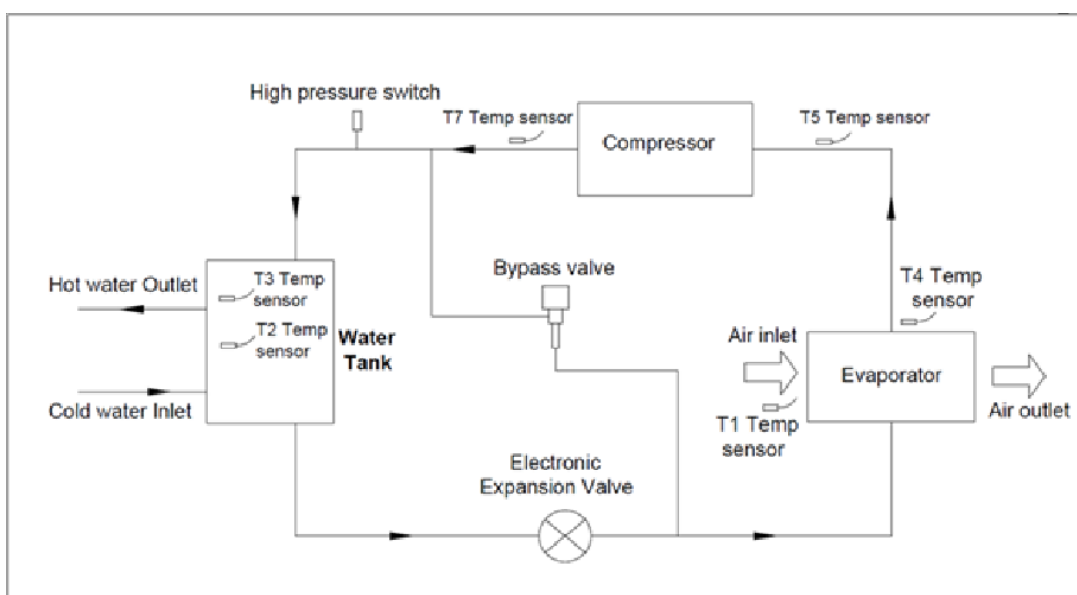 High pressure switch
T7 Temp sensor
Compressor
T5 Temp sensor
Hot water Outlet
T3 Temp
sensor
T2 Temp
sensor
Water
Tank
Cold water Inlet
Bypass valve
T4 Temp
sensor
Air inlet
Evaporator
T1 Temp
sensor
Air outlet
Electronic
Expansion Valve